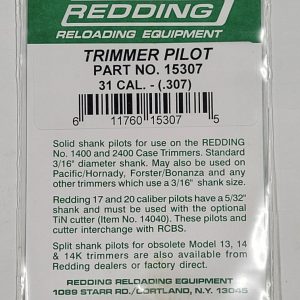 REDDING
RELOADING EQUIPMENT
TRIMMER PILOT
PART NO. 15307
31 CAL. - (.307)
6 11760 15307 5
Solid shank pilots for use on the REDDING
No. 1400 and 2400 Case Trimmers. Standard
3/16" diameter shank. May also be used on
Pacific/Hornady, Forster/Bonanza and any
other trimmers which use a 3/16" shank size.
Redding 17 and 20 caliber pilots have a 5/32"
shank and must be used with the optional
TiN cutter (Item No. 14040). These pilots and
cutter interchange with RCBS.
Split shank pilots for obsolete Model 13, 14
& 14K trimmers are also available from
Redding dealers or factory direct.
REDDING RELOADING EQUIPMENT
1089 STARR RD./CORTLAND, N.Y. 13045